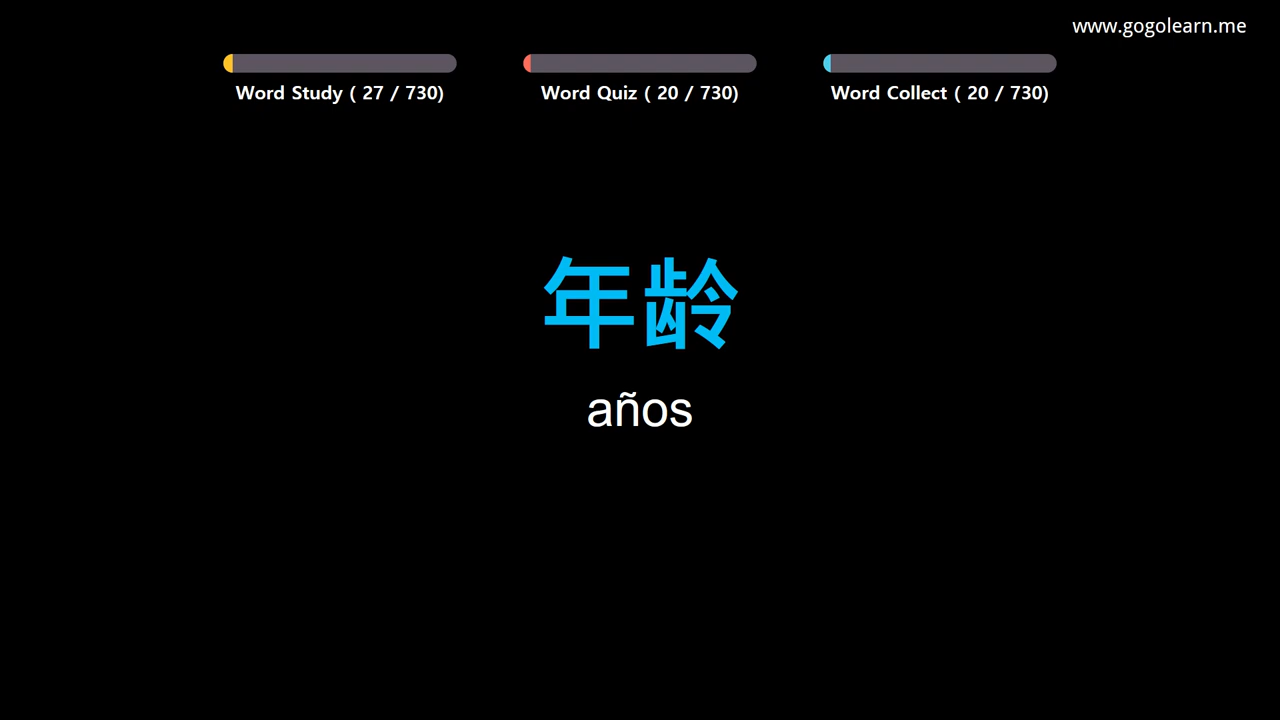 www.gogolearn.me
Word Study ( 27 / 730)
Word Quiz ( 20 / 730)
Word Collect ( 20 / 730)
年龄
años